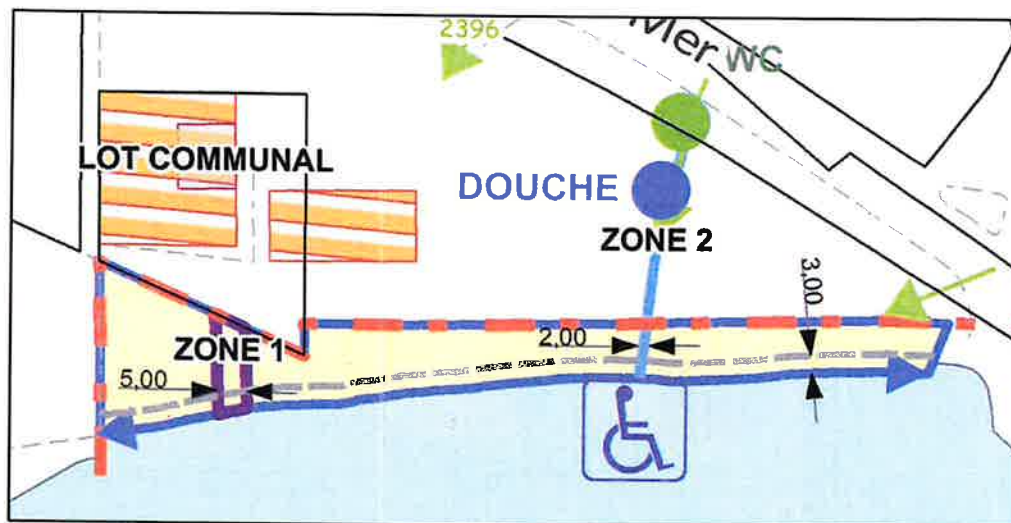 2396
Mer WC
LOT COMMUNAL
DOUCHE
ZONE 2
3,00
ZONE 1
2,00
5,00